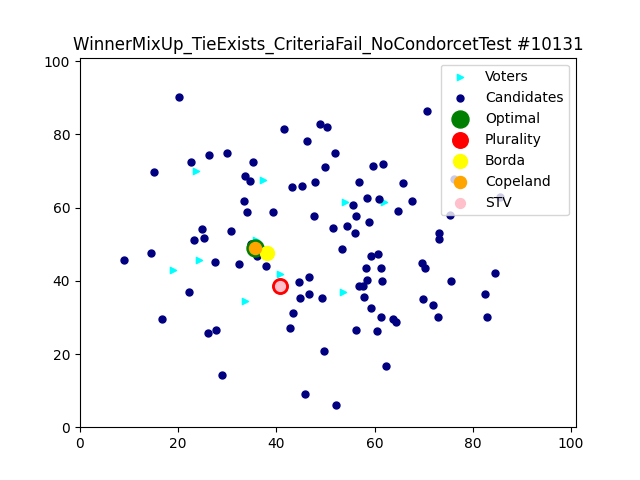 WinnerMixUp_TieExists_CriteriaFail_NoCondorcetTest #10131
100
80
60
40
20
0
0 20 40 60 80 100
Voters
Candidates
Optimal
Plurality
Borda
Copeland
STV